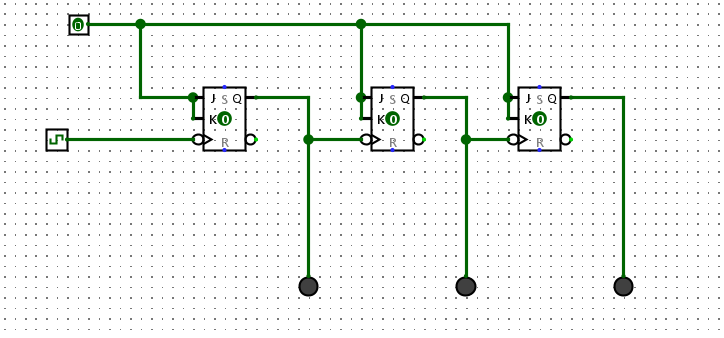 0
J S Q J S Q J S Q
K 0 K 0 K 0
R R R